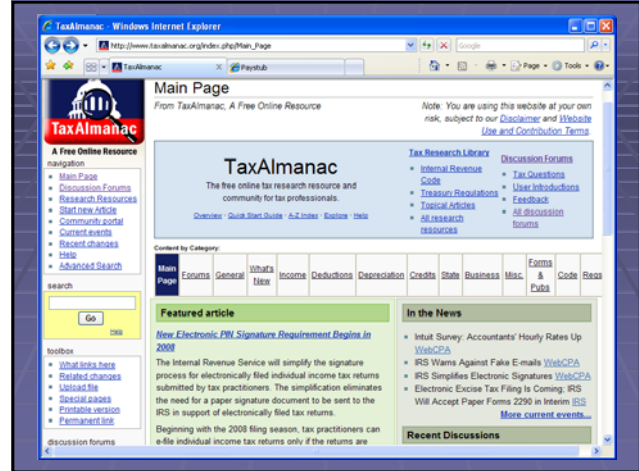 TaxAlmanac - Windows Internet Explorer
http://www.taxalmanac.org/index.php/Main_Page
Google
TaxAlmanac
Paystub
Page
Tools
TaxAlmanac
A Free Online Resource
navigation
Main Page
Discussion Forums
Research Resources
Start new Article
Community portal
Current events
Recent changes
Help
Advanced Search
search
Go
Help
toolbox
What links here
Related changes
Upload file
Special pages
Printable version
Permanent link
discussion forums
Main Page
From TaxAlmanac, A Free Online Resource
Note: You are using this website at your own
risk, subject to our Disclaimer and Website
Use and Contribution Terms.
TaxAlmanac
The free online tax research resource and
community for tax professionals.
Overview · Quick Start Guide · A-Z Index · Explore · Help
Tax Research Library
Internal Revenue
Code
Treasury Regulations
Topical Articles
All research
resources
Discussion Forums
Tax Questions
User Introductions
Feedback
All discussion
forums
Content by Category:
Main Page
Forums
General
What's New
Income
Deductions
Depreciation
Credits
State
Business
Misc.
Forms & Pubs
Code
Regs
Featured article
New Electronic PIN Signature Requirement Begins in
2008
The Internal Revenue Service will simplify the signature
process for electronically filed individual income tax returns
submitted by tax practitioners. The simplification eliminates
the need for a paper signature document to be sent to the
IRS in support of electronically filed tax returns.
Beginning with the 2008 filing season, tax practitioners can
e-file individual income tax returns only if the returns are
In the News
Intuit Survey: Accountants' Hourly Rates Up
WebCPA
IRS Warns Against Fake E-mails WebCPA
IRS Simplifies Electronic Signatures WebCPA
Electronic Excise Tax Filing Is Coming; IRS
Will Accept Paper Forms 2290 in Interim IRS
More current events...
Recent Discussions